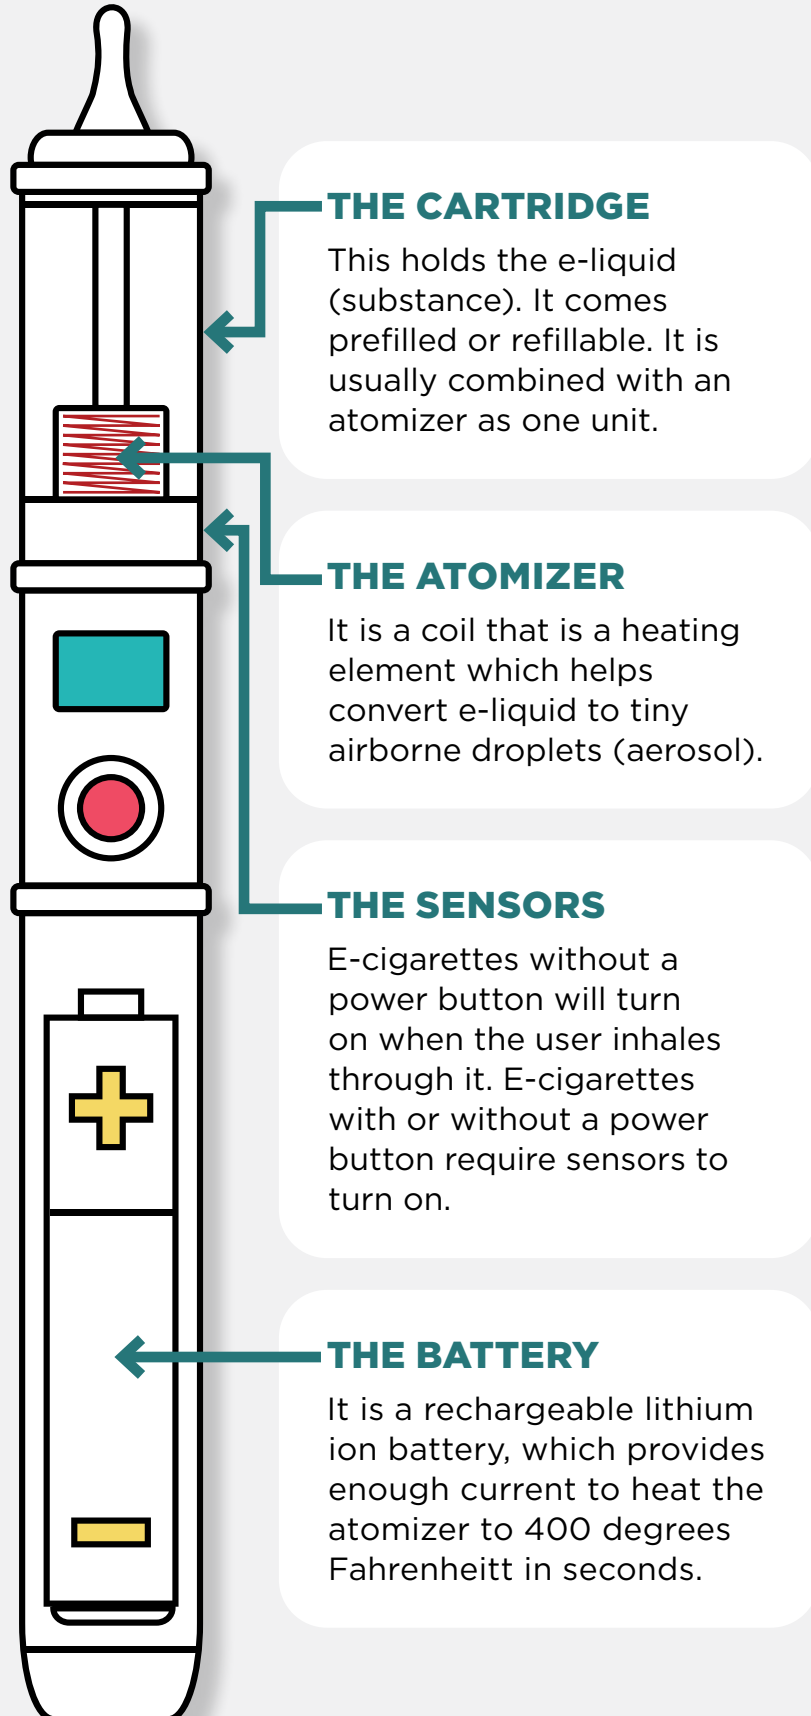 THE CARTRIDGE
This holds the e-liquid
(substance). It comes
prefilled or refillable. It is
usually combined with an
atomizer as one unit.
THE ATOMIZER
It is a coil that is a heating
element which helps
convert e-liquid to tiny
airborne droplets (aerosol).
THE SENSORS
E-cigarettes without a
power button will turn
on when the user inhales
through it. E-cigarettes
with or without a power
button require sensors to
turn on.
THE BATTERY
It is a rechargeable lithium
ion battery, which provides
enough current to heat the
atomizer to 400 degrees
Fahrenheitt in seconds.